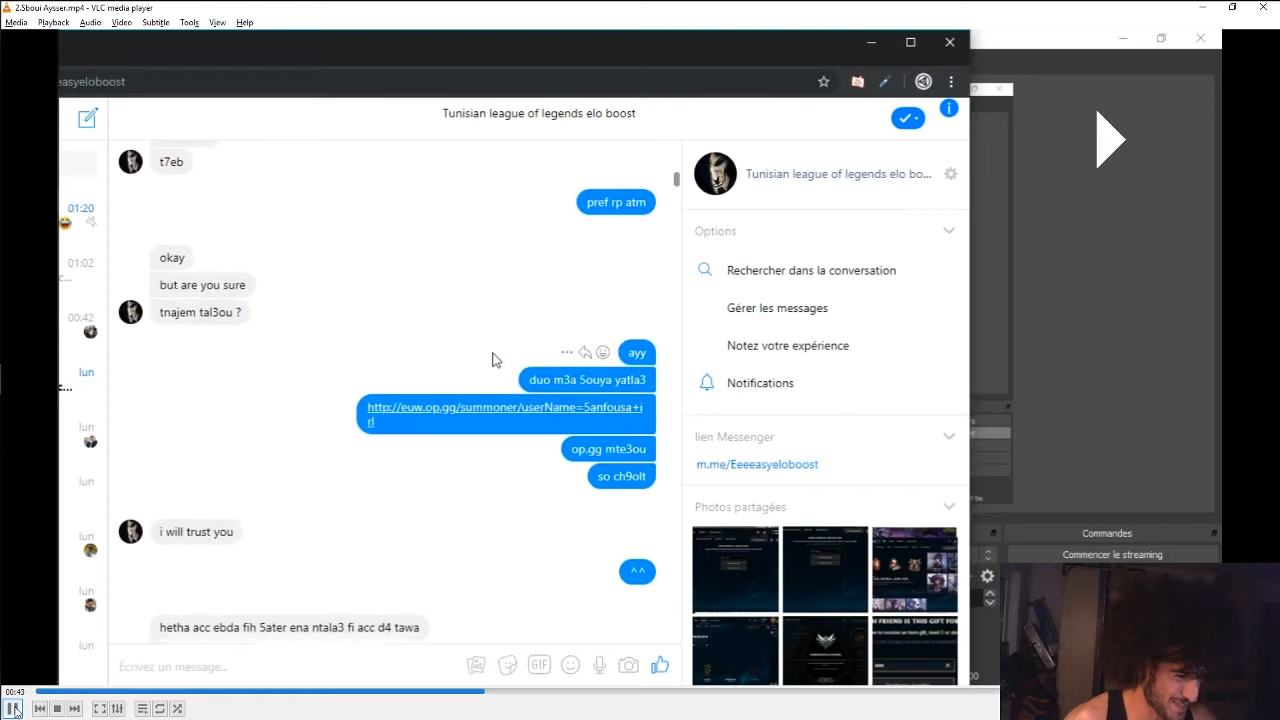 2.Sboui Aysser.mp4 - VLC media player
Media Playback Audio Video Subtitle Tools View Help
easyeloboost
Tunisian league of legends elo boost
t7eb
pref rp atm
okay
but are you sure
tnajem tal3ou ?
ayy
duo m3a 5ouya yatla3
http://euw.op.gg/summoner/userName=5anfousa+i
rl
op.gg mte3ou
so ch9olt
i will trust you
^^
hetha acc ebda fih 5ater ena ntala3 fi acc d4 tawa
Écrivez un message...
GIF
01:20
01:02
c...
00:42
lun
c...
lun
lun
lun
lun
lun
Tunisian league of legends elo bo...
Options
Rechercher dans la conversation
Gérer les messages
Notez votre expérience
Notifications
lien Messenger
m.me/Eeeeasyeloboost
Photos partagées
Commandes
Commencer le streaming
00:43